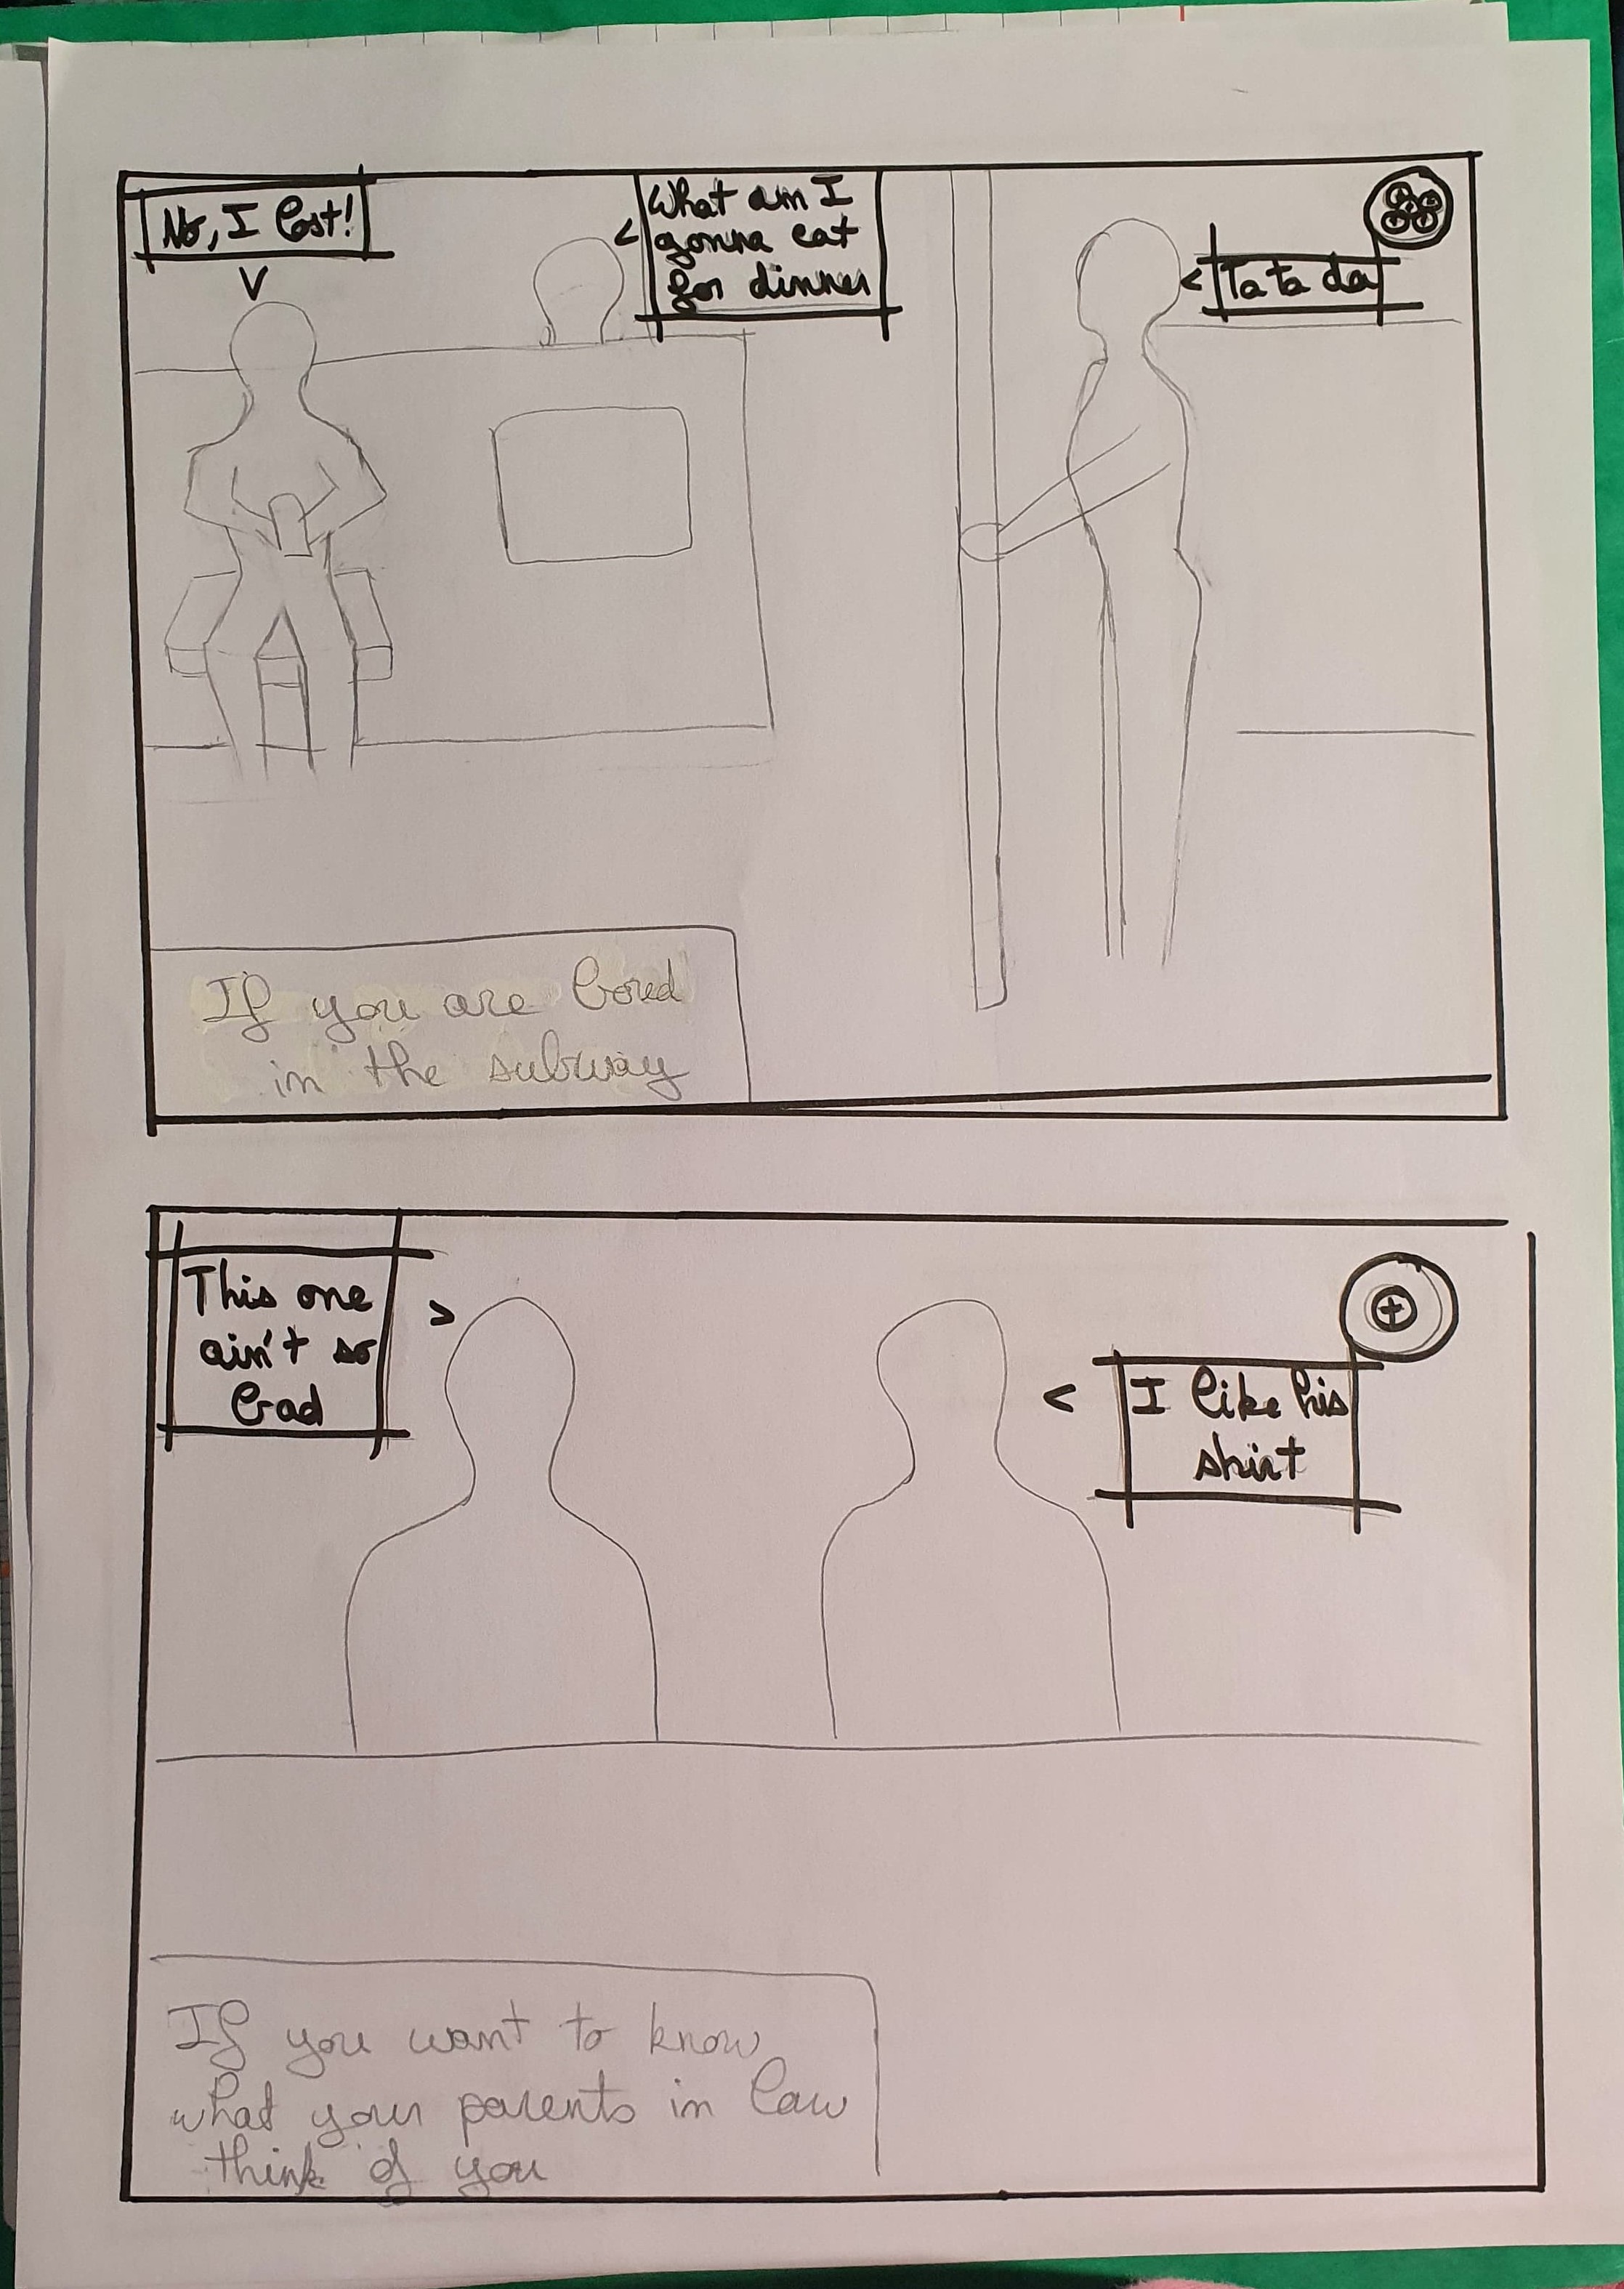 No, I lost!
What am I
gonna eat
for dinner
Ta ta da
If you are bored
in the subway
This one
ain't so
bad
I like his
shirt
If you want to know
what your parents in law
think of you